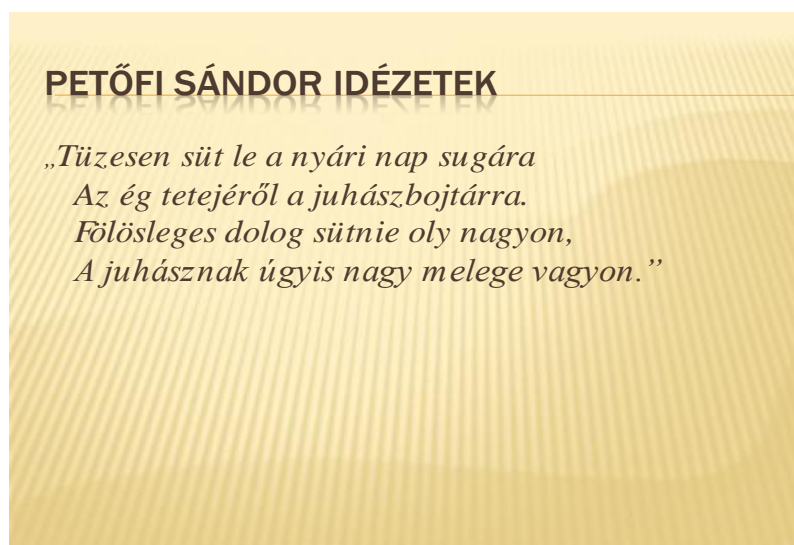 PETŐFI SÁNDOR IDÉZETEK
„Tüzesen süt le a nyári nap sugára
Az ég tetejéről a juhászbojtárra.
Fölösleges dolog sütnie oly nagyon,
A juhásznak úgyis nagy melege vagyon.”